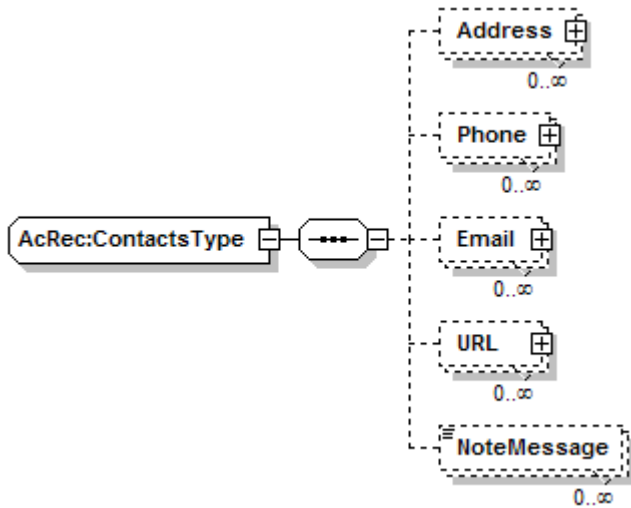 Address
0..∞
Phone
0..∞
AcRec:ContactsType
Email
0..∞
URL
0..∞
NoteMessage
0..∞